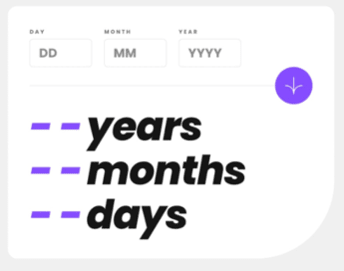 DAY MONTH YEAR
DD MM YYYY
- - years
- - months
- - days